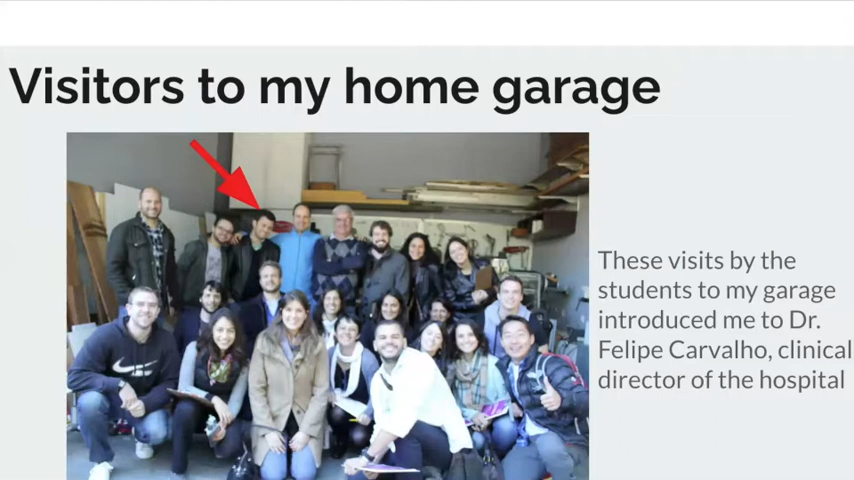 Visitors to my home garage
These visits by the
students to my garage
introduced me to Dr.
Felipe Carvalho, clinical
director of the hospital